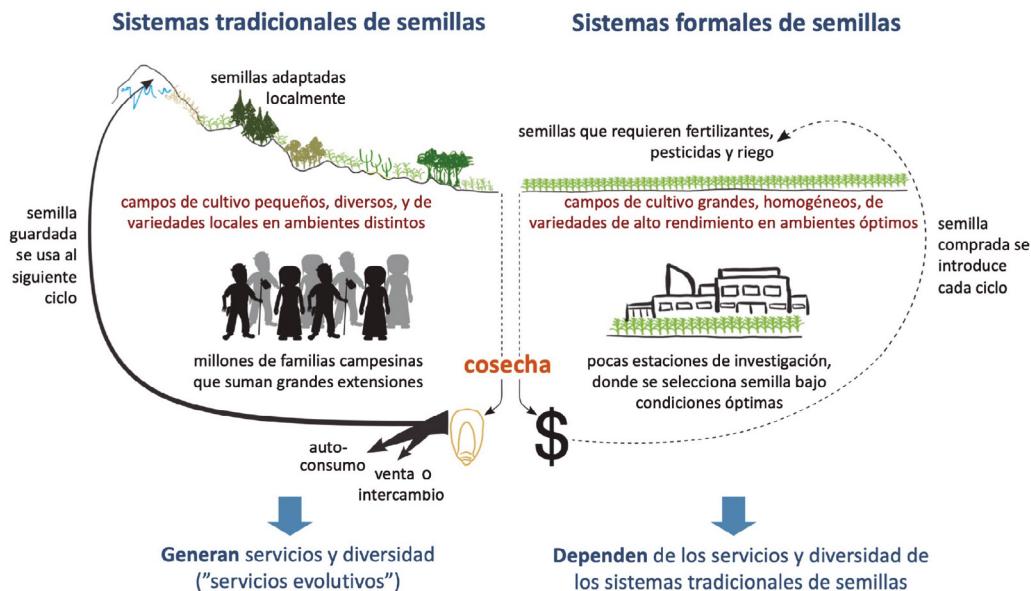 Sistemas tradicionales de semillas
semillas adaptadas
localmente
campos de cultivo pequeños, diversos, y de
variedades locales en ambientes distintos
semilla
guardada
se usa al
siguiente
ciclo
millones de familias campesinas
que suman grandes extensiones
cosecha
auto-
consumo
venta o
intercambio
Generan servicios y diversidad
("servicios evolutivos")
Sistemas formales de semillas
semillas que requieren fertilizantes,
pesticidas y riego
campos de cultivo grandes, homogéneos, de
variedades de alto rendimiento en ambientes óptimos
semilla
comprada se
introduce
cada ciclo
pocas estaciones de investigación,
donde se selecciona semilla bajo
condiciones óptimas
$
Dependen de los servicios y diversidad de
los sistemas tradicionales de semillas